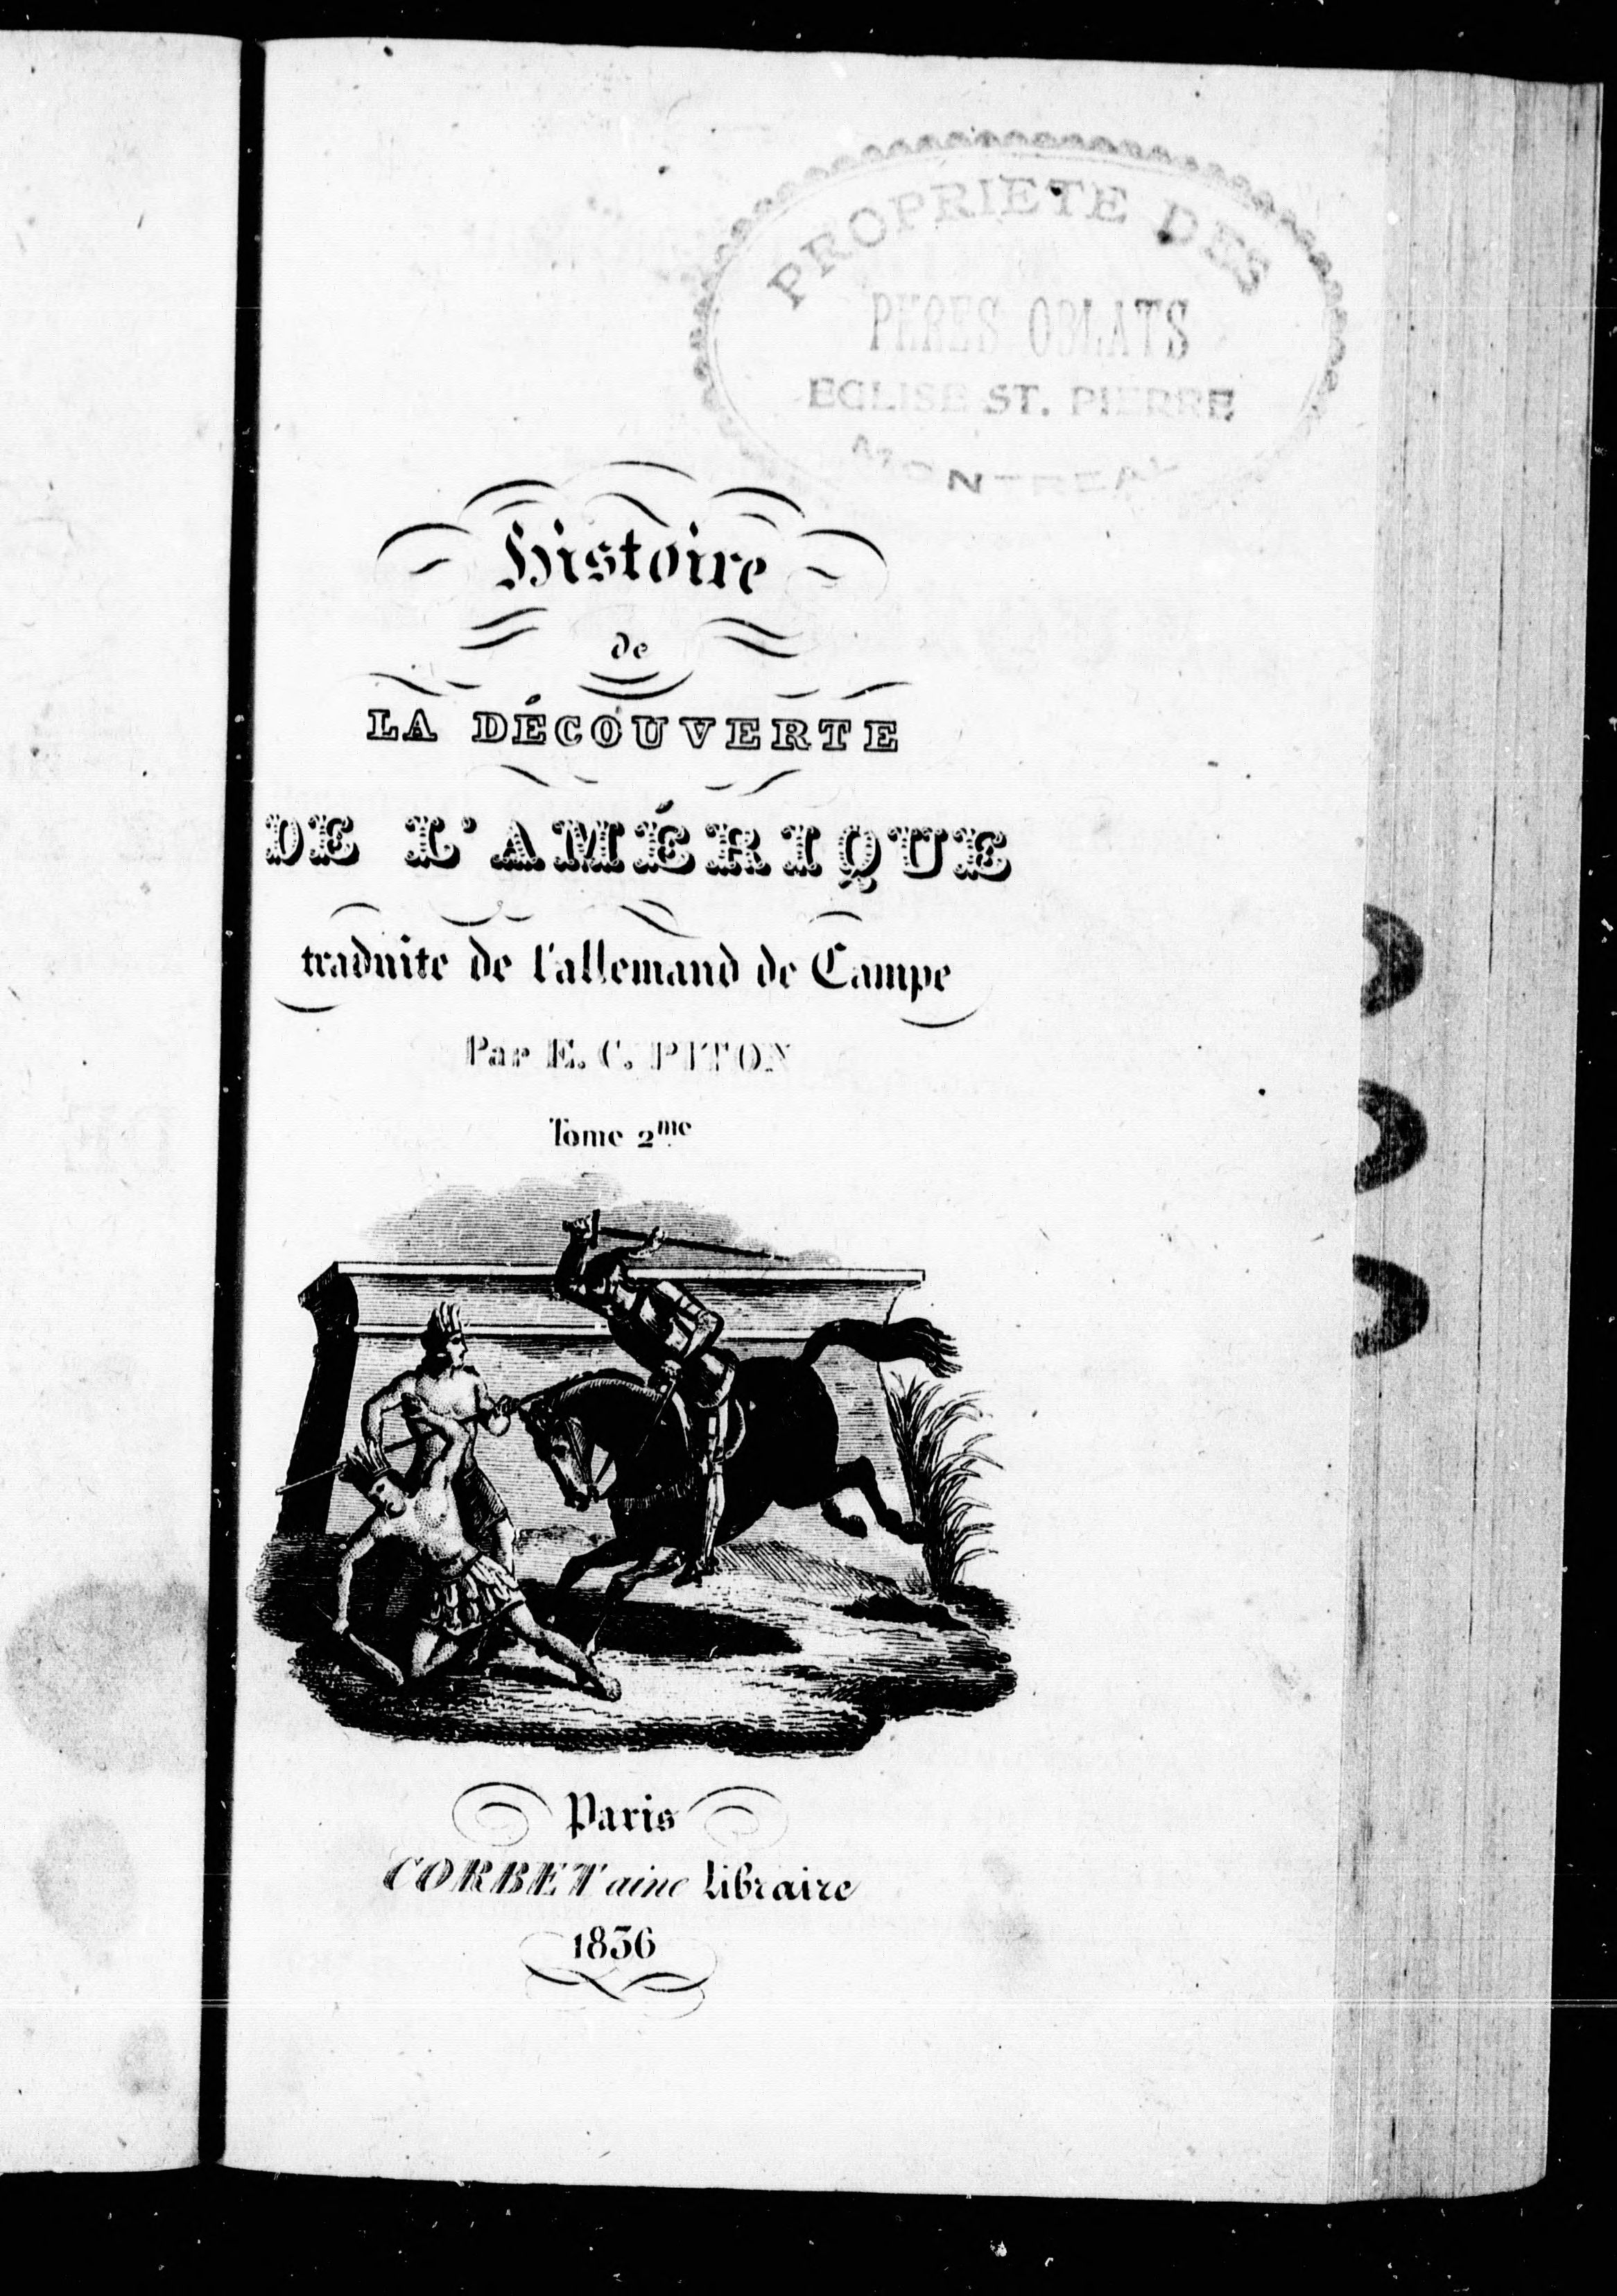 PROPRIETE DES
PERES OBLATS
EGLISE ST. PIERRE
MONTREAL
Histoire
de
LA DÉCOUVERTE
DE L'AMÉRIQUE
traduite de l'allemand de Campe
Par E. C. PITON
Tome 2me
Paris
CORBET aine Libraire
1836